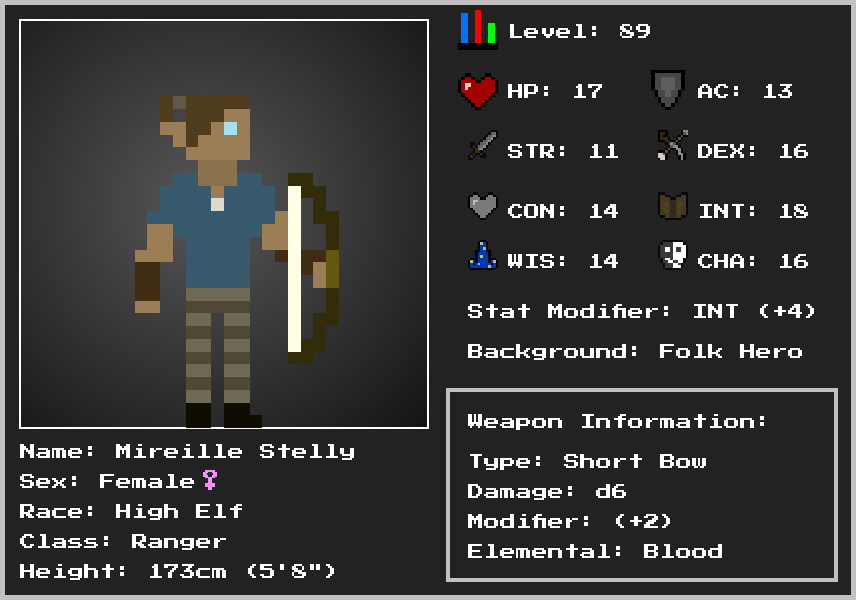 Level: 89
HP: 17
AC: 13
STR: 11
DEX: 16
CON: 14
INT: 18
WIS: 14
CHA: 16
Stat Modifier: INT (+4)
Background: Folk Hero
Weapon Information:
Type: Short Bow
Damage: d6
Modifier: (+2)
Elemental: Blood
Name: Mireille Stelly
Sex: Female♀
Race: High Elf
Class: Ranger
Height: 173cm (5'8")